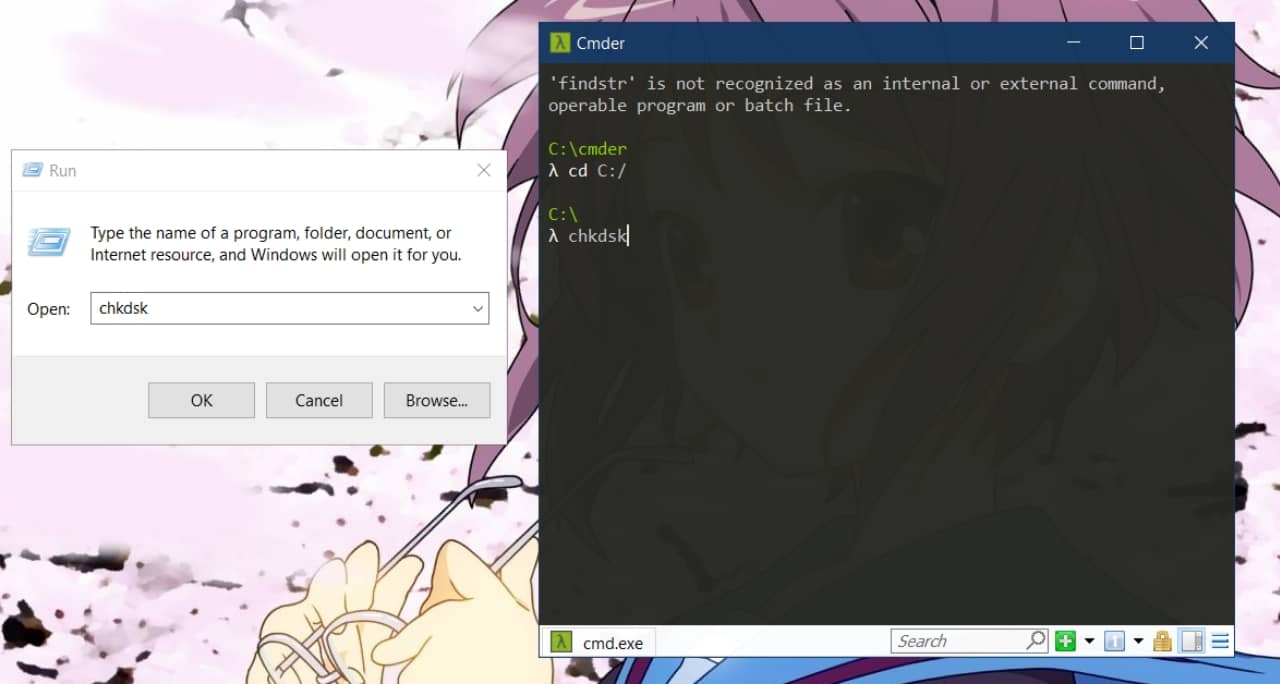 Run
Type the name of a program, folder, document, or
Internet resource, and Windows will open it for you.
Open: chkdsk
OK Cancel Browse...
λ Cmder
'findstr' is not recognized as an internal or external command,
operable program or batch file.
C:\cmder
λ cd C:/
C:\
λ chkdsk
λ cmd.exe Search 1